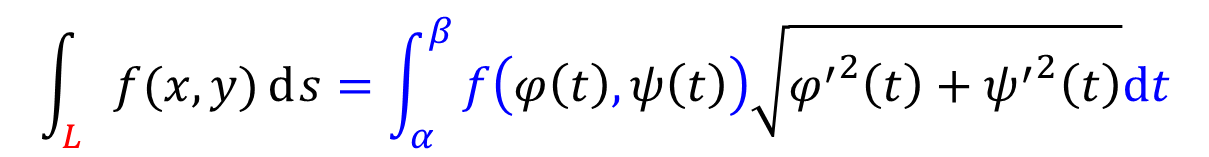 ∫_L f(x, y) ds = ∫_α^β f(φ(t), ψ(t))√(φ′²(t) + ψ′²(t)) dt